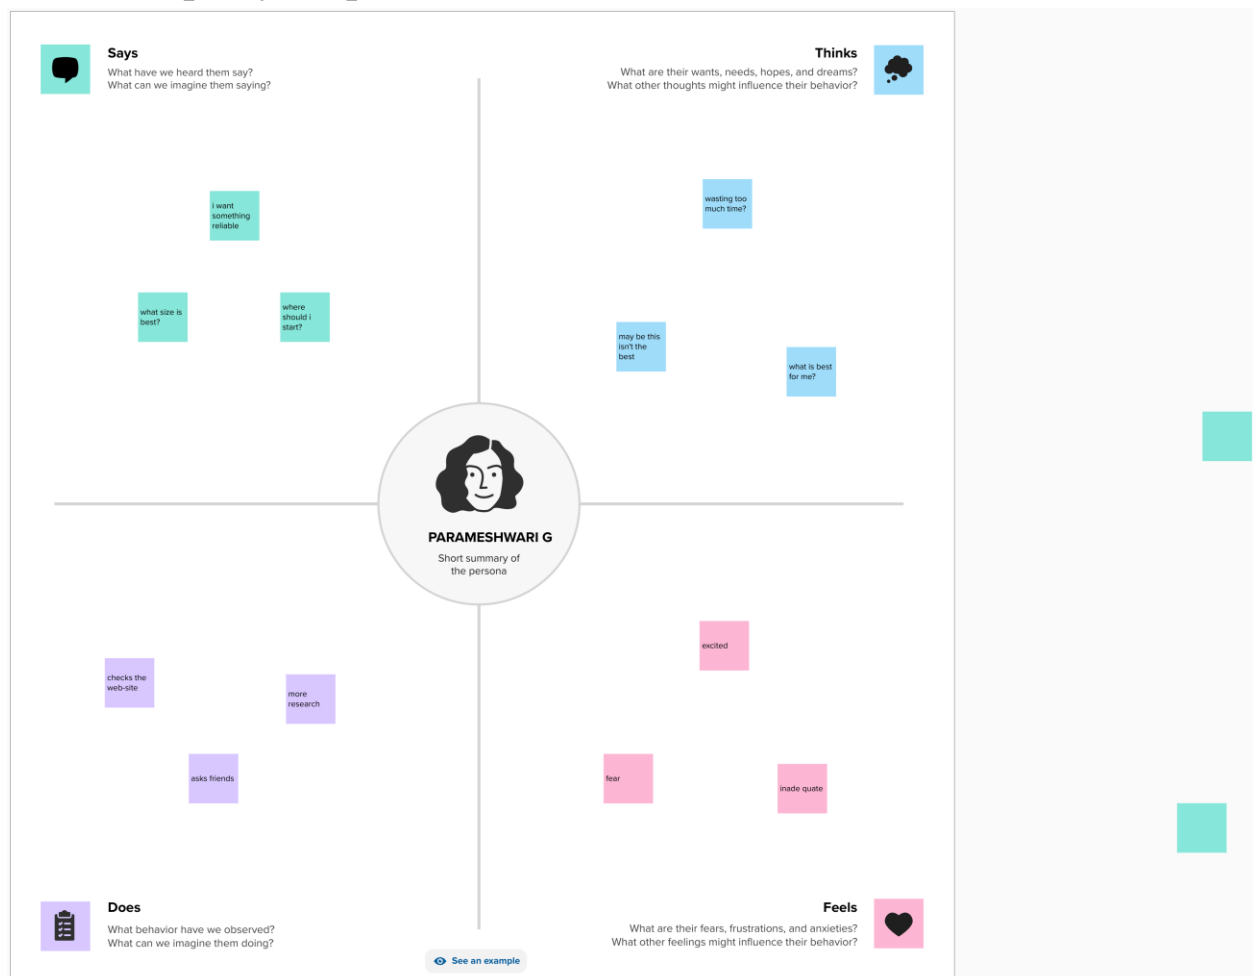 Says
What have we heard them say?
What can we imagine them saying?
Thinks
What are their wants, needs, hopes, and dreams?
What other thoughts might influence their behavior?
i want
something
reliable
what size is
best?
where
should i
start?
wasting too
much time?
may be this
isn't the
best
what is best
for me?
PARAMESHWARI G
Short summary of
the persona
checks the
web-site
more
research
asks friends
excited
fear
inade quate
Does
What behavior have we observed?
What can we imagine them doing?
Feels
What are their fears, frustrations, and anxieties?
What other feelings might influence their behavior?
See an example